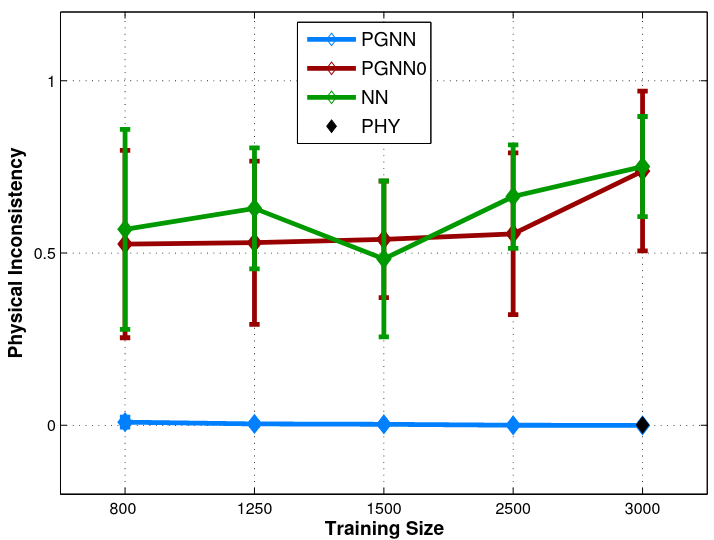 PGNN
PGNN0
NN
PHY
1
0.5
0
Physical Inconsistency
800 1250 1500 2500 3000
Training Size